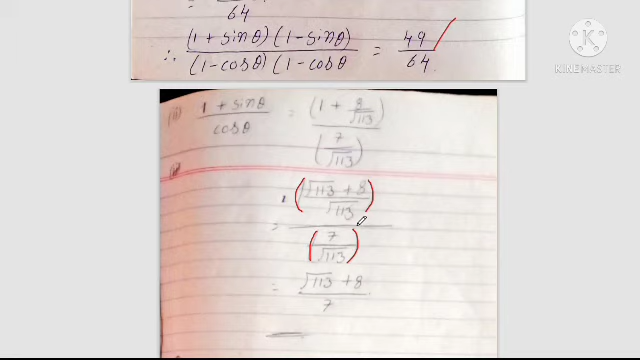 64
∴ (1 + sinθ) (1 - sinθ) / (1 - cosθ) (1 - cosθ = 49 / 64
KINEMASTER
(ii) 1 + sinθ / cosθ = (1 + 8/√113) / (7/√113)
= (√113 + 8 / √113) / (7/√113)
= √113 + 8 / 7